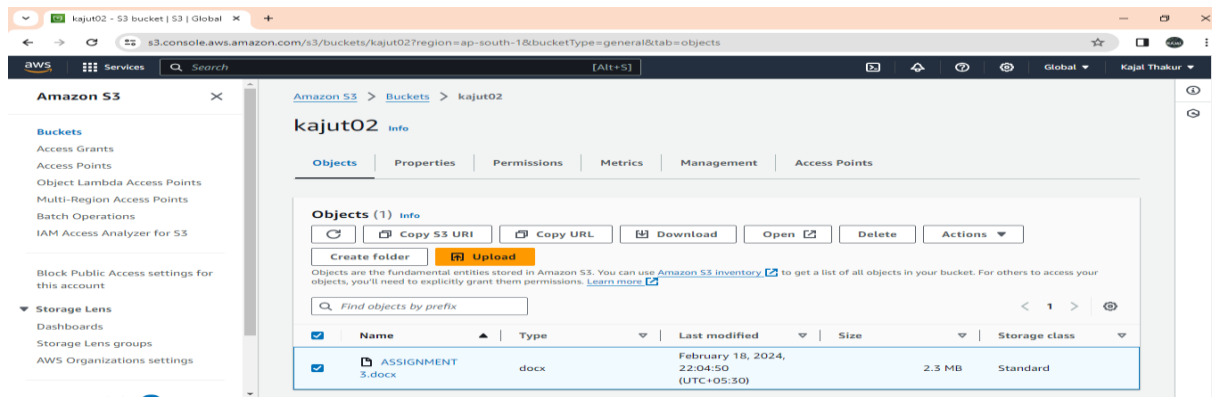 kajut02 - S3 bucket | S3 | Global
s3.console.aws.amazon.com/s3/buckets/kajut02?region=ap-south-1&bucketType=general&tab=objects
aws Services Search [Alt+S] Global Kajal Thakur
Amazon S3
Buckets
Access Grants
Access Points
Object Lambda Access Points
Multi-Region Access Points
Batch Operations
IAM Access Analyzer for S3
Block Public Access settings for
this account
Storage Lens
Dashboards
Storage Lens groups
AWS Organizations settings
Amazon S3 > Buckets > kajut02
kajut02 Info
Objects Properties Permissions Metrics Management Access Points
Objects (1) Info
Copy S3 URI Copy URL Download Open Delete Actions
Create folder Upload
Objects are the fundamental entities stored in Amazon S3. You can use Amazon S3 inventory to get a list of all objects in your bucket. For others to access your
objects, you'll need to explicitly grant them permissions. Learn more
Find objects by prefix
< 1 >
Name Type Last modified Size Storage class
ASSIGNMENT
3.docx
docx
February 18, 2024,
22:04:50
(UTC+05:30)
2.3 MB
Standard